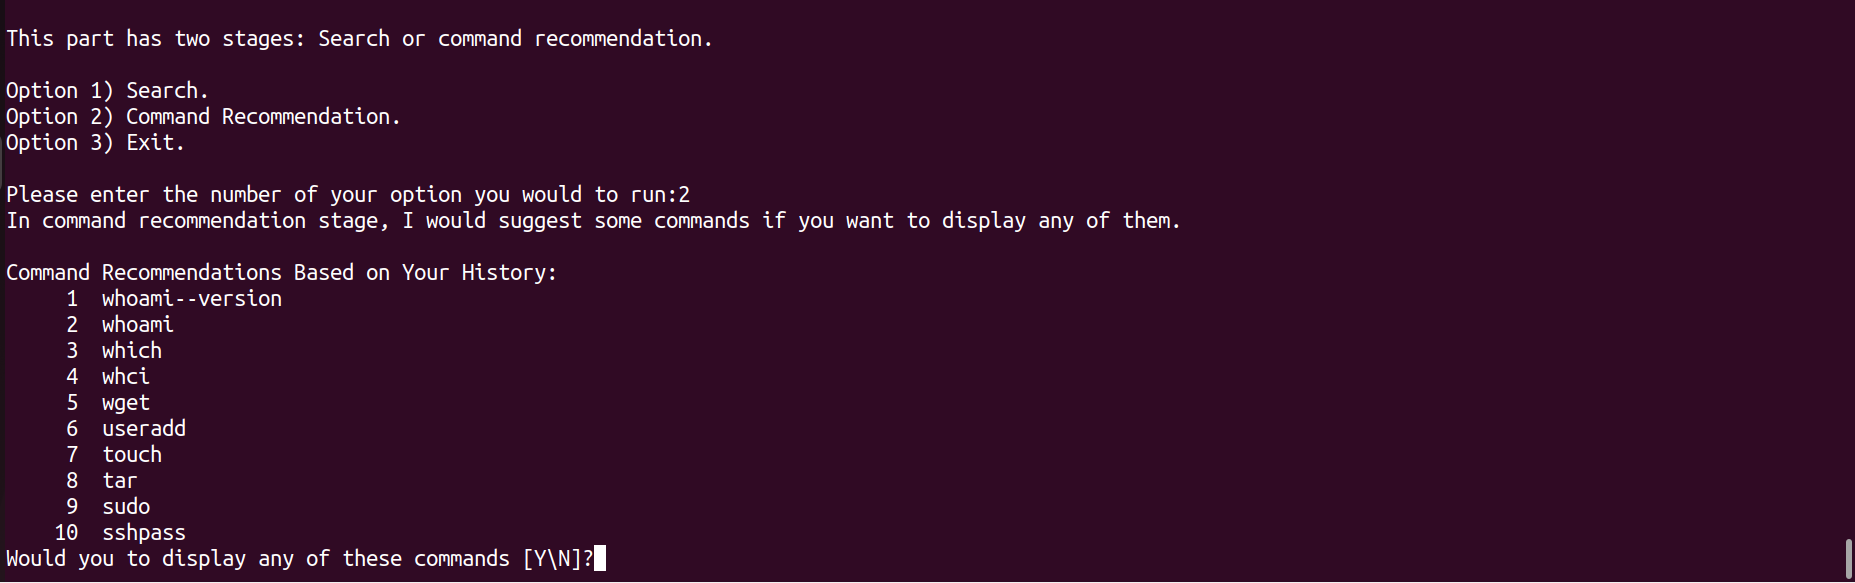 This part has two stages: Search or command recommendation.
Option 1) Search.
Option 2) Command Recommendation.
Option 3) Exit.
Please enter the number of your option you would to run:2
In command recommendation stage, I would suggest some commands if you want to display any of them.
Command Recommendations Based on Your History:
1 whoami--version
2 whoami
3 which
4 whci
5 wget
6 useradd
7 touch
8 tar
9 sudo
10 sshpass
Would you to display any of these commands [Y\N]?